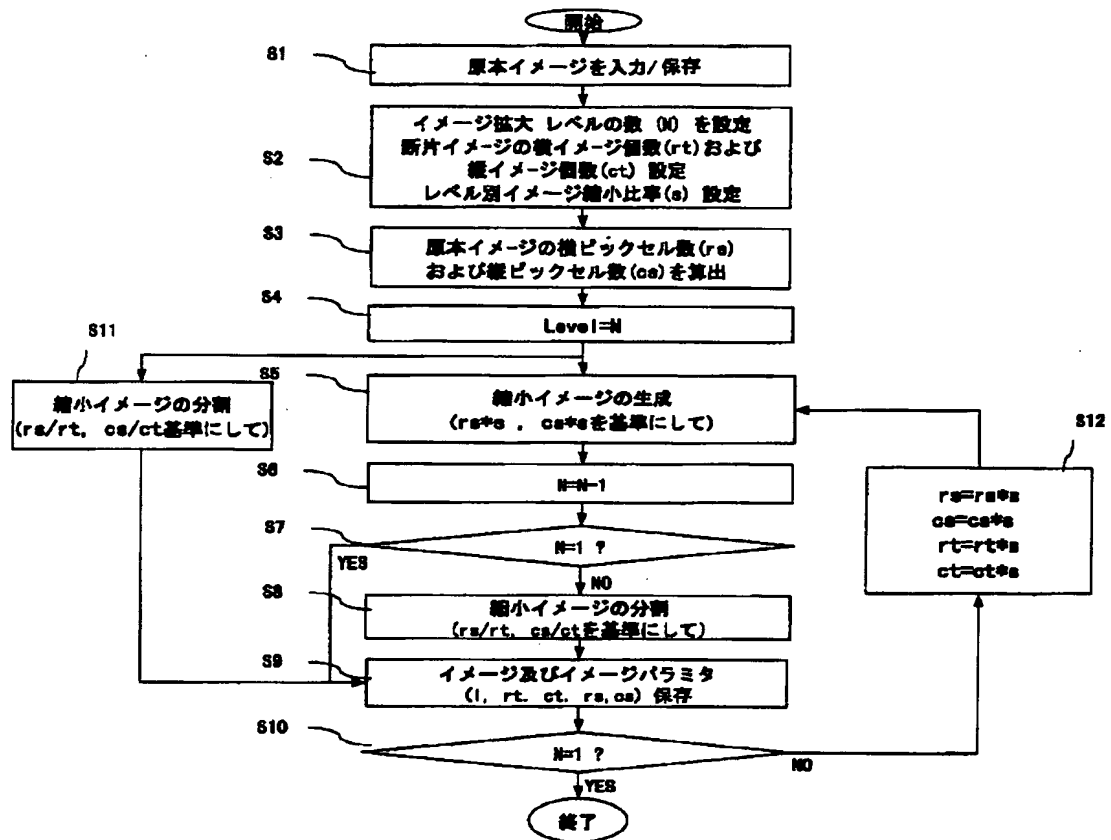 開始
S1
原本イメージを入力/保存
S2
イメージ拡大 レベルの数 (N) を設定
断片イメージの横イメージ個数(rt)および
縦イメージ個数(ct) 設定
レベル別イメージ縮小比率(s) 設定
S3
原本イメージの横ピックセル数(rs)
および縦ピックセル数(cs)を算出
S4
Level=N
S11
縮小イメージの分割
(rs/rt, cs/ct基準にして)
S5
縮小イメージの生成
(rs*s , cs*sを基準にして)
S12
rs=rs*s
cs=cs*s
rt=rt*s
ct=ct*s
S6
N=N-1
S7
N=1 ?
YES
NO
S8
縮小イメージの分割
(rs/rt, cs/ctを基準にして)
S9
イメージ及びイメージパラミタ
(I, rt. ct. rs,cs) 保存
S10
N=1 ?
NO
YES
終了